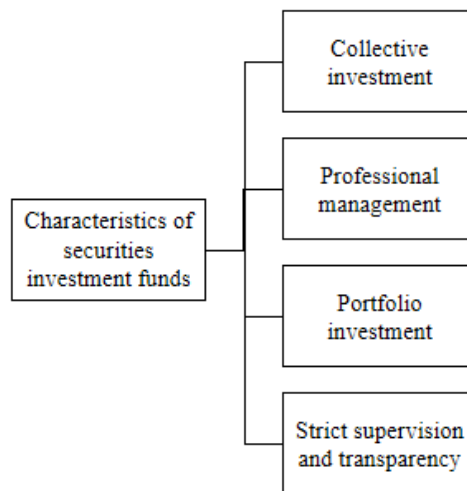 Collective
investment
Professional
management
Characteristics of
securities
investment funds
Portfolio
investment
Strict supervision
and transparency